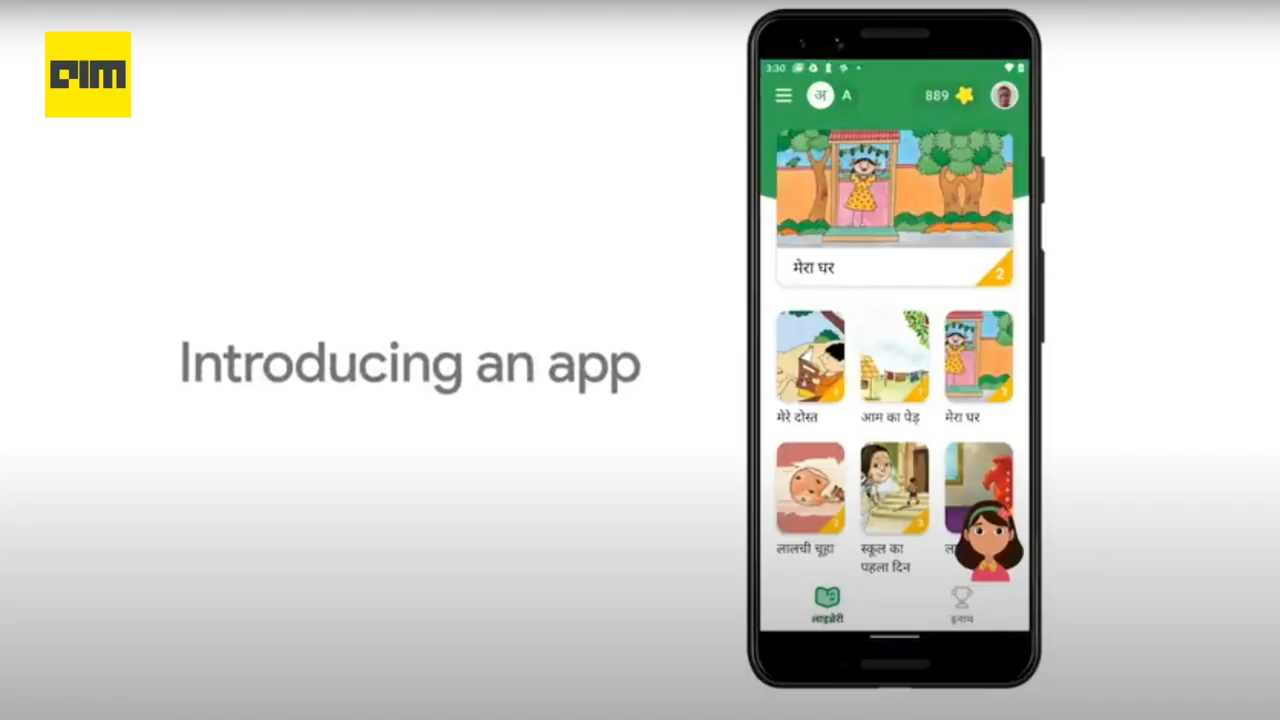 aim
Introducing an app
3:30
अ A 889
मेरा घर
2
मेरे दोस्त आम का पेड़ मेरा घर
लालची चूहा स्कूल का
पहला दिन
लाइब्रेरी इनाम